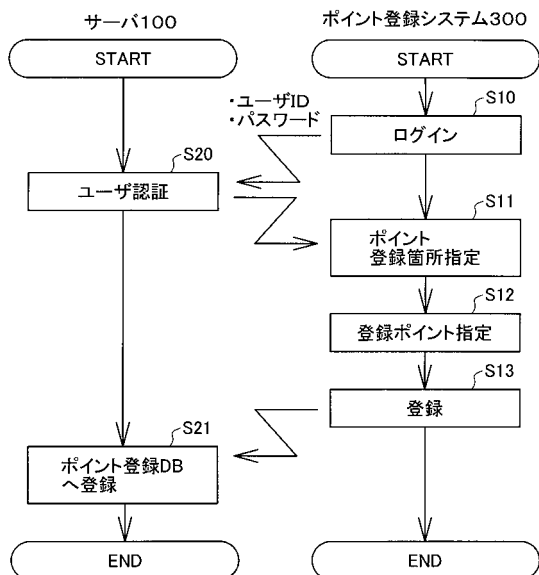 サーバ100
ポイント登録システム300
START
START
・ユーザID
・パスワード
S10
ログイン
S20
ユーザ認証
S11
ポイント
登録箇所指定
S12
登録ポイント指定
S13
登録
S21
ポイント登録DB
へ登録
END
END